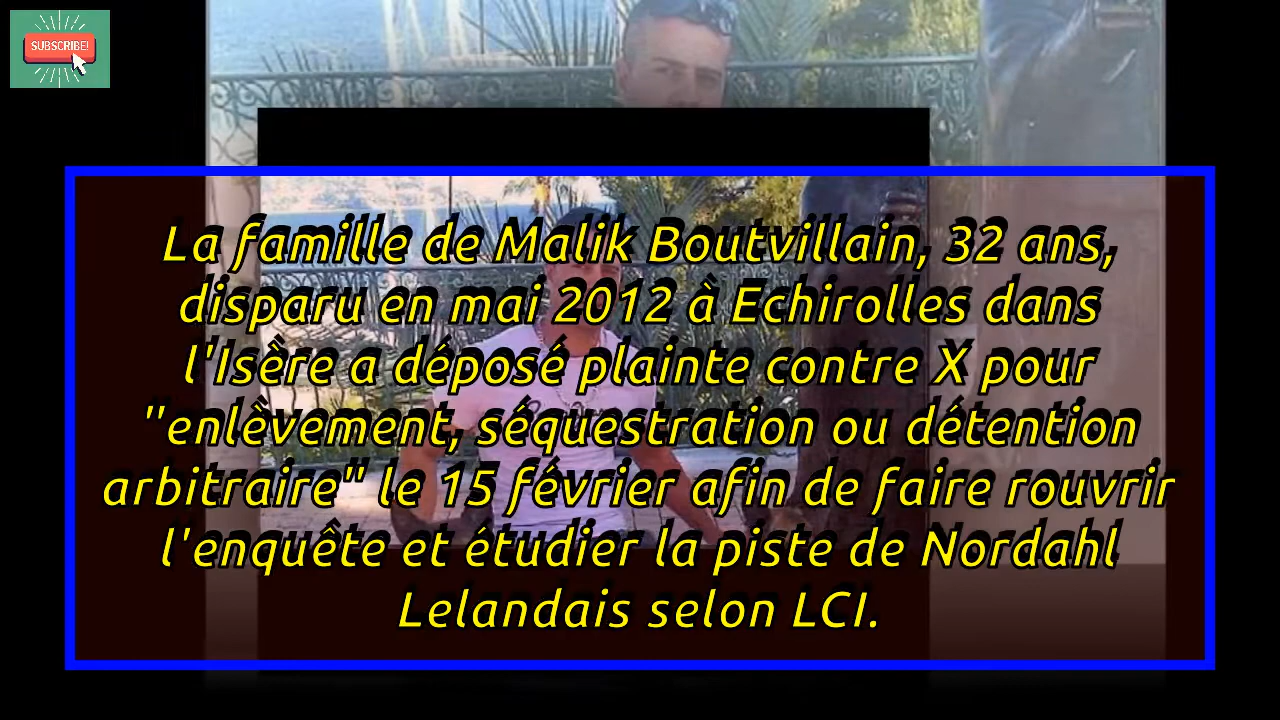 SUBSCRIBE!
La famille de Malik Boutvillain, 32 ans,
disparu en mai 2012 à Echirolles dans
l'Isère a déposé plainte contre X pour
"enlèvement, séquestration ou détention
arbitraire" le 15 février afin de faire rouvrir
l'enquête et étudier la piste de Nordahl
Lelandais selon LCI.